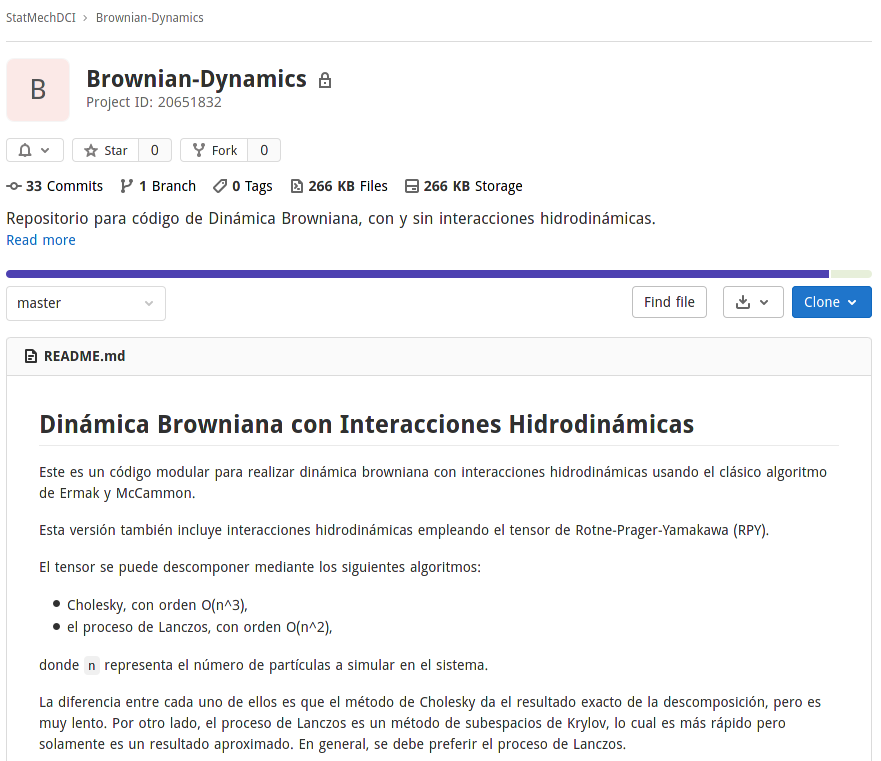 StatMechDCI › Brownian-Dynamics
B
Brownian-Dynamics
Project ID: 20651832
Star 0 Fork 0
33 Commits 1 Branch 0 Tags 266 KB Files 266 KB Storage
Repositorio para código de Dinámica Browniana, con y sin interacciones hidrodinámicas.
Read more
master Find file Clone
README.md
Dinámica Browniana con Interacciones Hidrodinámicas
Este es un código modular para realizar dinámica browniana con interacciones hidrodinámicas usando el clásico algoritmo
de Ermak y McCammon.
Esta versión también incluye interacciones hidrodinámicas empleando el tensor de Rotne-Prager-Yamakawa (RPY).
El tensor se puede descomponer mediante los siguientes algoritmos:
• Cholesky, con orden O(n^3),
• el proceso de Lanczos, con orden O(n^2),
donde n representa el número de partículas a simular en el sistema.
La diferencia entre cada uno de ellos es que el método de Cholesky da el resultado exacto de la descomposición, pero es
muy lento. Por otro lado, el proceso de Lanczos es un método de subespacios de Krylov, lo cual es más rápido pero
solamente es un resultado aproximado. En general, se debe preferir el proceso de Lanczos.